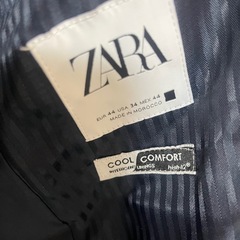 ZARA
EUR 44 USA 34 MEX 44
MADE IN MOROCCO
COOL COMFORT